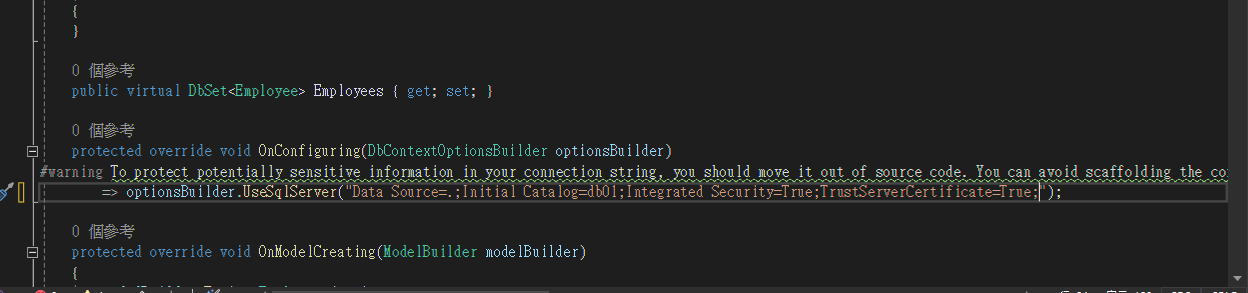 {
}
0 個參考
public virtual DbSet<Employee> Employees { get; set; }
0 個參考
protected override void OnConfiguring(DbContextOptionsBuilder optionsBuilder)
#warning To protect potentially sensitive information in your connection string, you should move it out of source code. You can avoid scaffolding the co
=> optionsBuilder.UseSqlServer("Data Source=.;Initial Catalog=db01;Integrated Security=True;TrustServerCertificate=True;");
0 個參考
protected override void OnModelCreating(ModelBuilder modelBuilder)
{